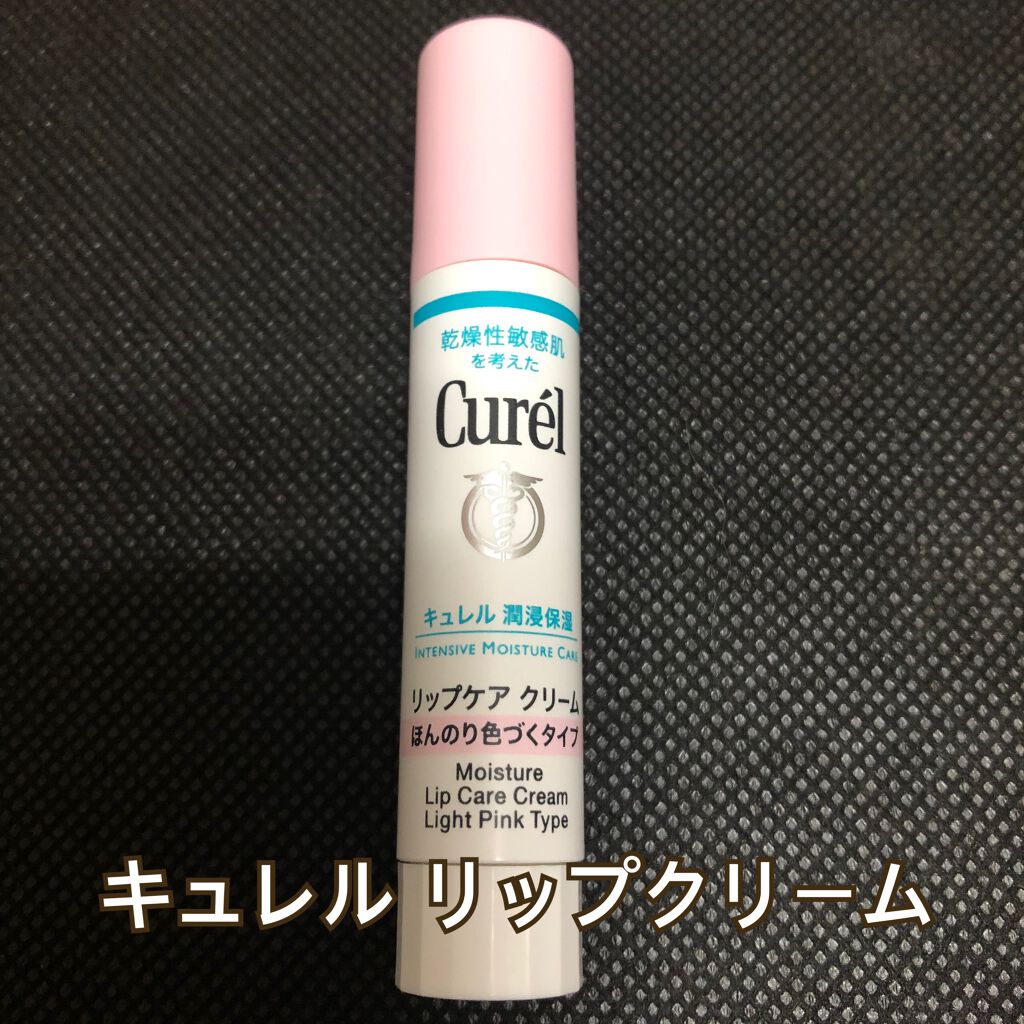 乾燥性敏感肌
を考えた
Curél
キュレル 潤浸保湿
INTENSIVE MOISTURE CARE
リップケア クリーム
ほんのり色づくタイプ
Moisture
Lip Care Cream
Light Pink Type
キュレル リップクリーム